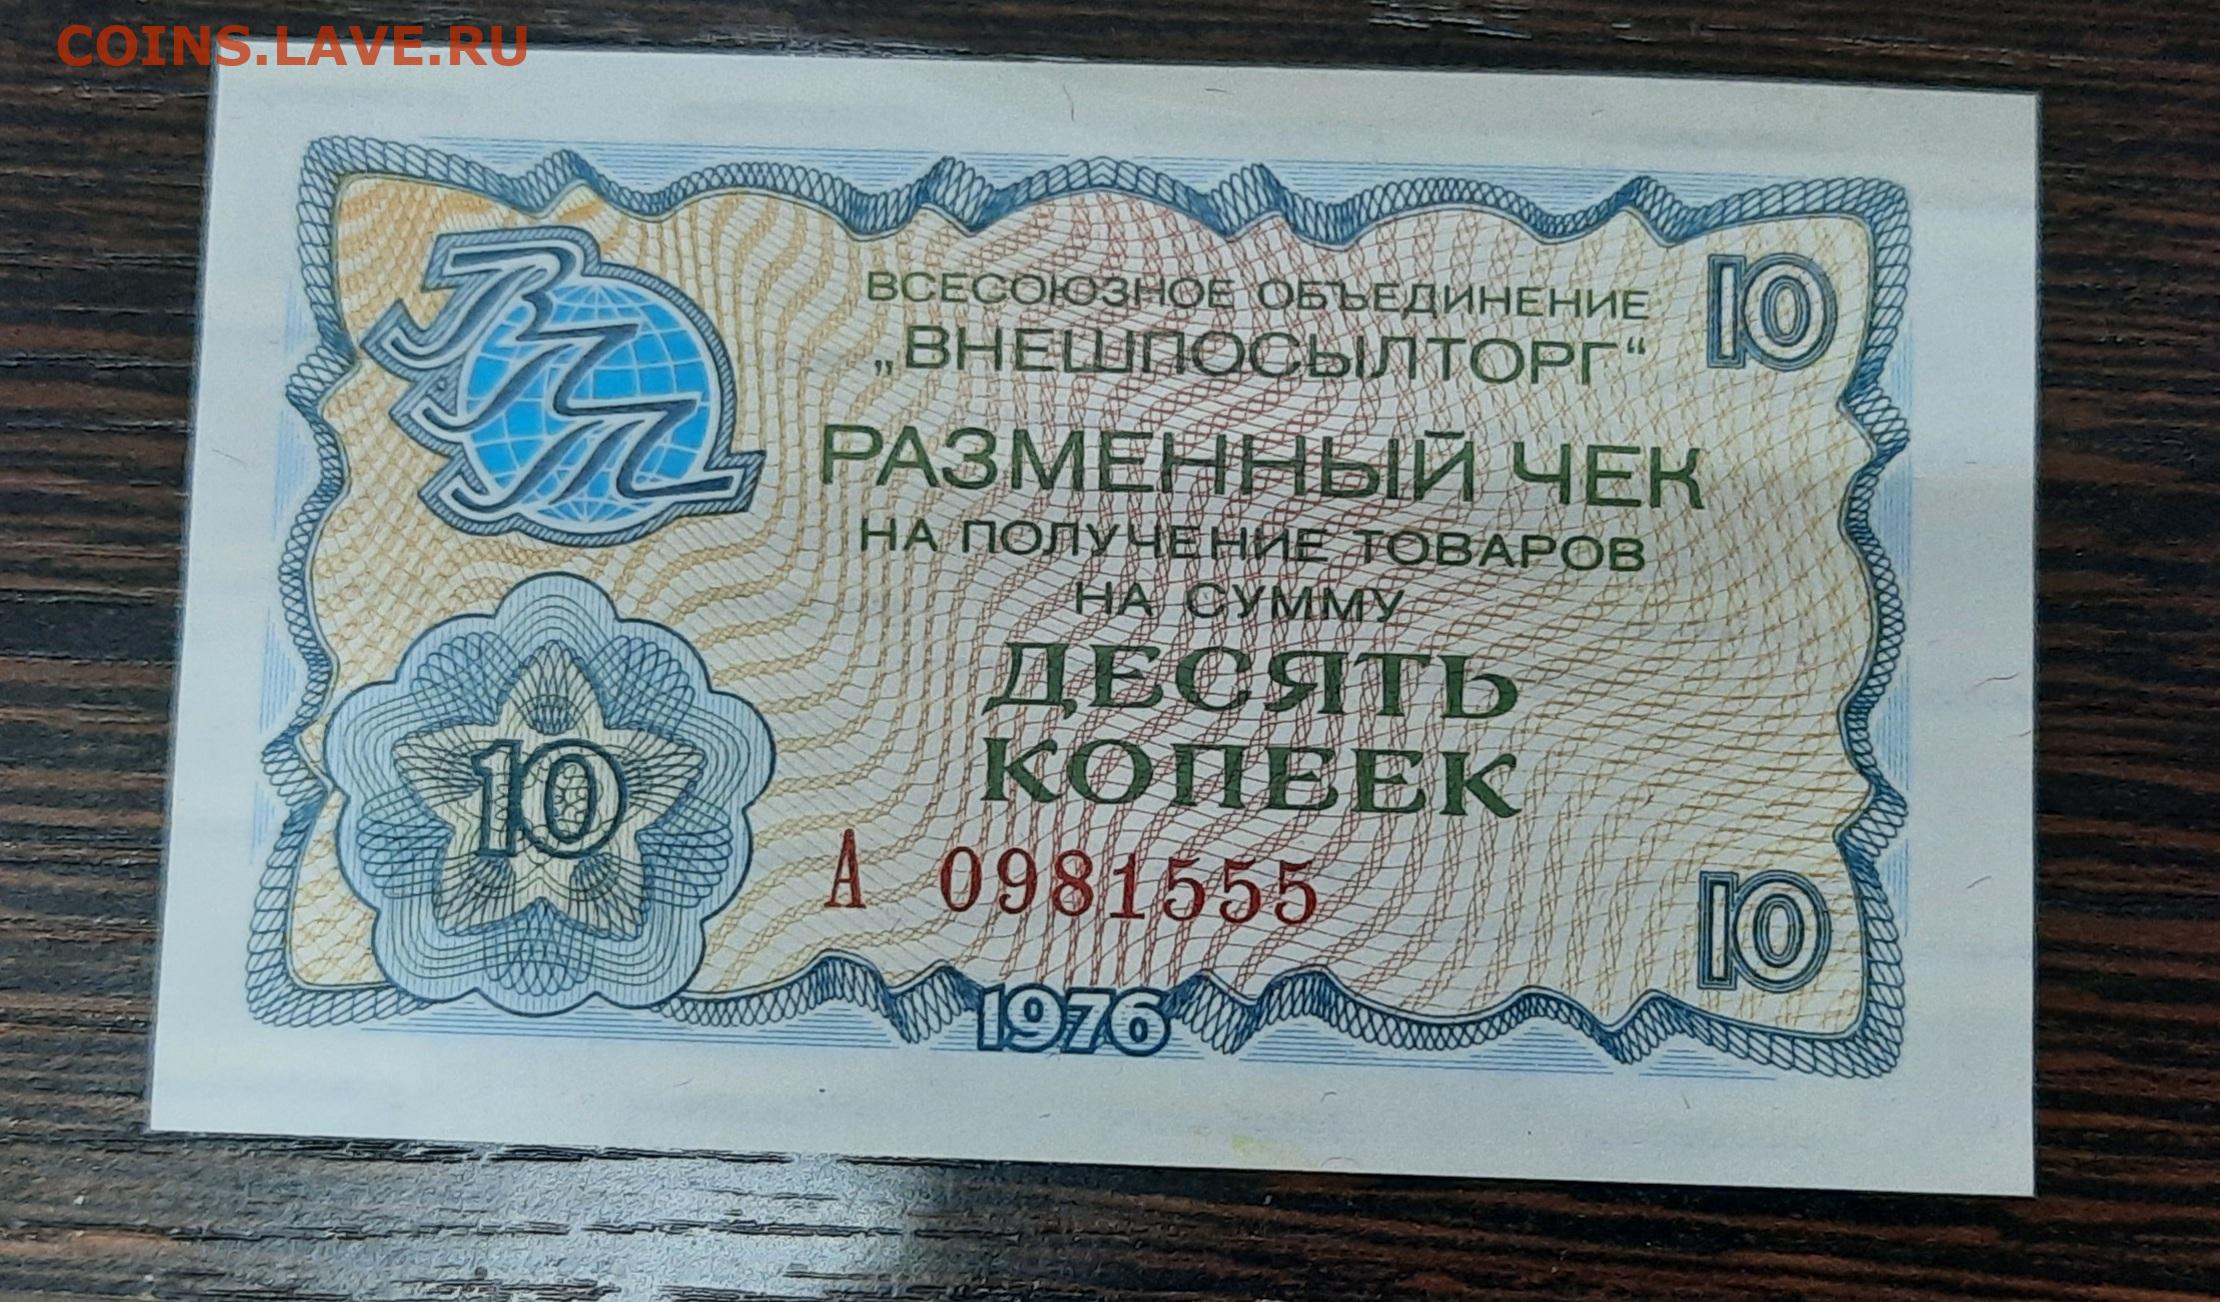 COINS.LAVE.RU
ВПТ
ВСЕСОЮЗНОЕ ОБЪЕДИНЕНИЕ
„ВНЕШПОСЫЛТОРГ“
10
РАЗМЕННЫЙ ЧЕК
НА ПОЛУЧЕНИЕ ТОВАРОВ
НА СУММУ
ДЕСЯТЬ
КОПЕЕК
10
А 0981555
10
1976